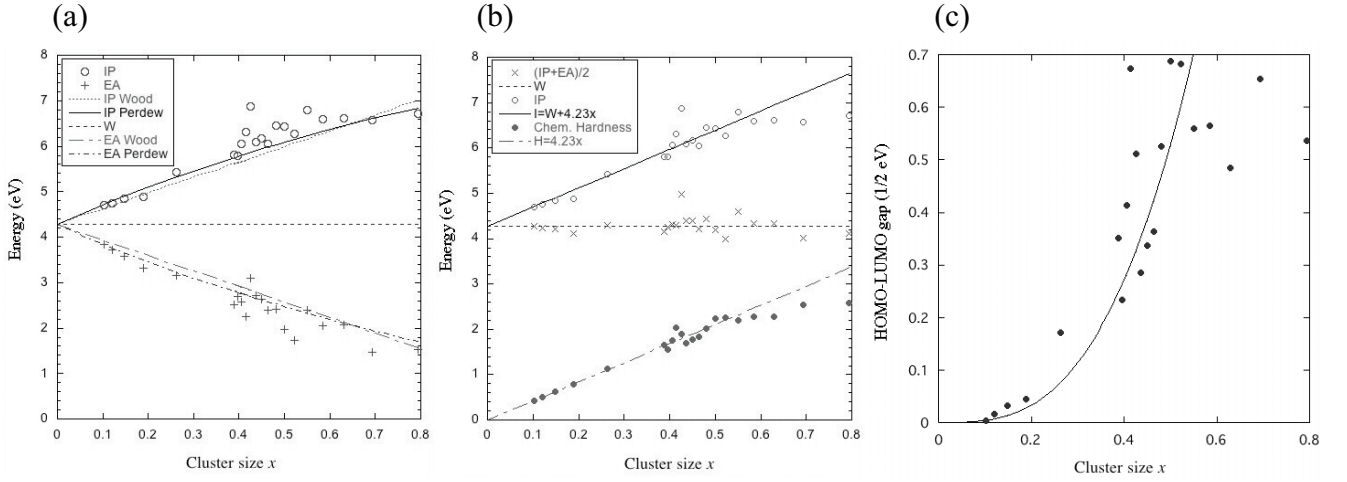 (a)
(b)
(c)
8
7
6
5
4
3
2
1
0
Energy (eV)
IP
EA
IP Wood
IP Perdew
W
EA Wood
EA Perdew
0
0.1
0.2
0.3
0.4
0.5
0.6
0.7
0.8
Cluster size x
8
7
6
5
4
3
2
1
0
Energy (eV)
(IP+EA)/2
W
IP
I=W+4.23x
Chem. Hardness
H=4.23x
0
0.1
0.2
0.3
0.4
0.5
0.6
0.7
0.8
Cluster size x
0.7
0.6
0.5
0.4
0.3
0.2
0.1
0
HOMO-LUMO gap (1/2 eV)
0
0.2
0.4
0.6
0.8
Cluster size x